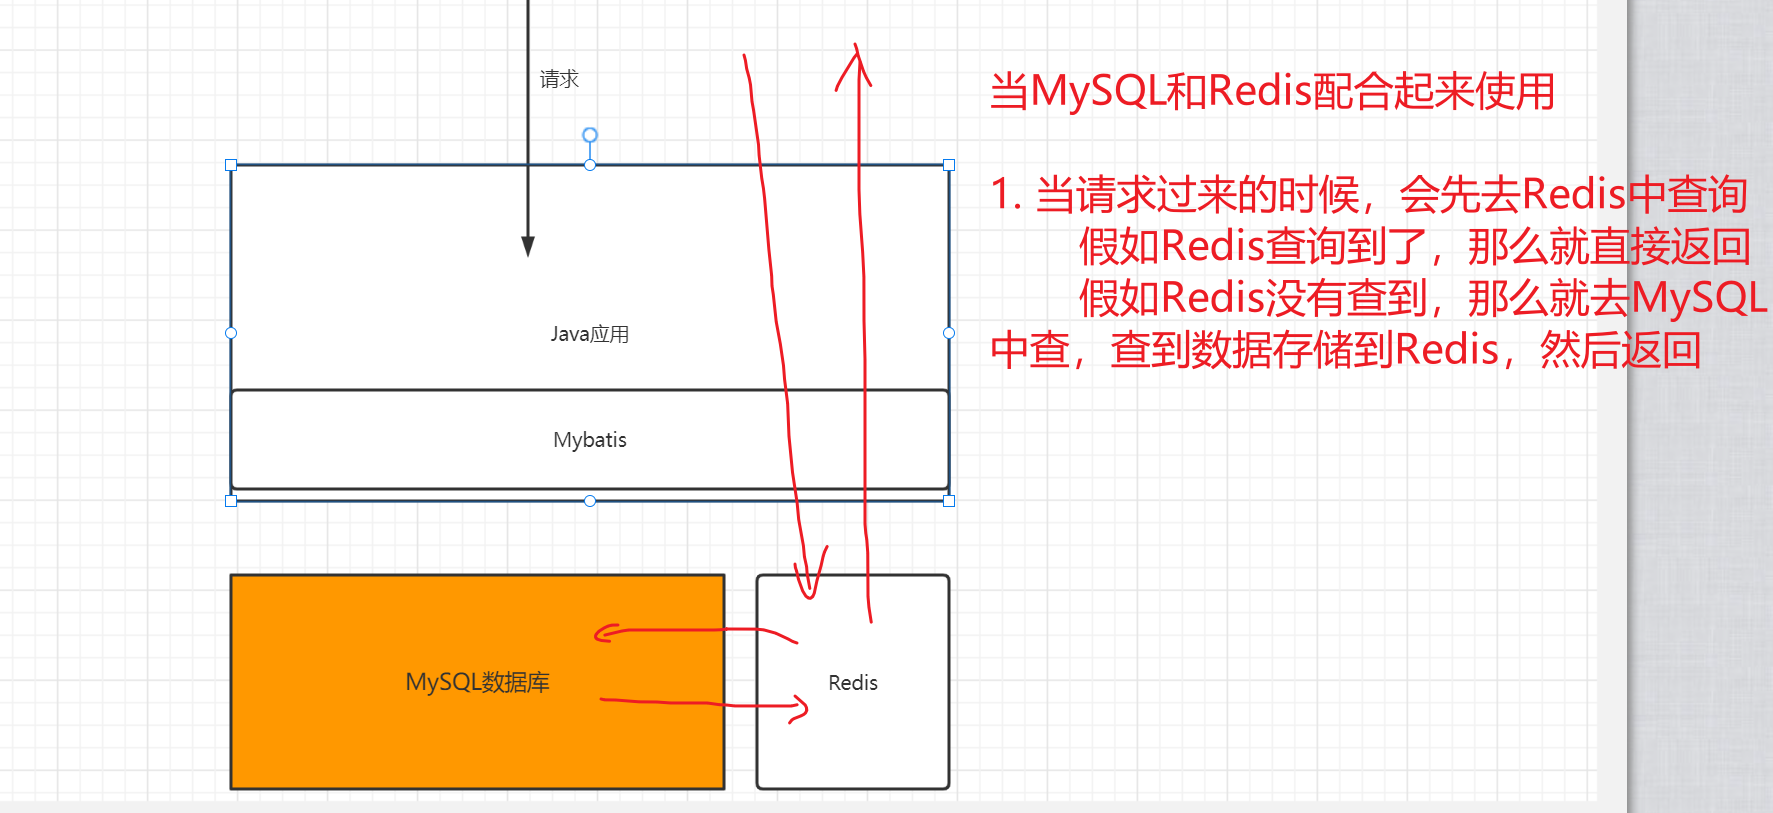 请求
当MySQL和Redis配合起来使用
1. 当请求过来的时候，会先去Redis中查询
假如Redis查询到了，那么就直接返回
假如Redis没有查到，那么就去MySQL
中查，查到数据存储到Redis，然后返回
Java应用
Mybatis
MySQL数据库
Redis